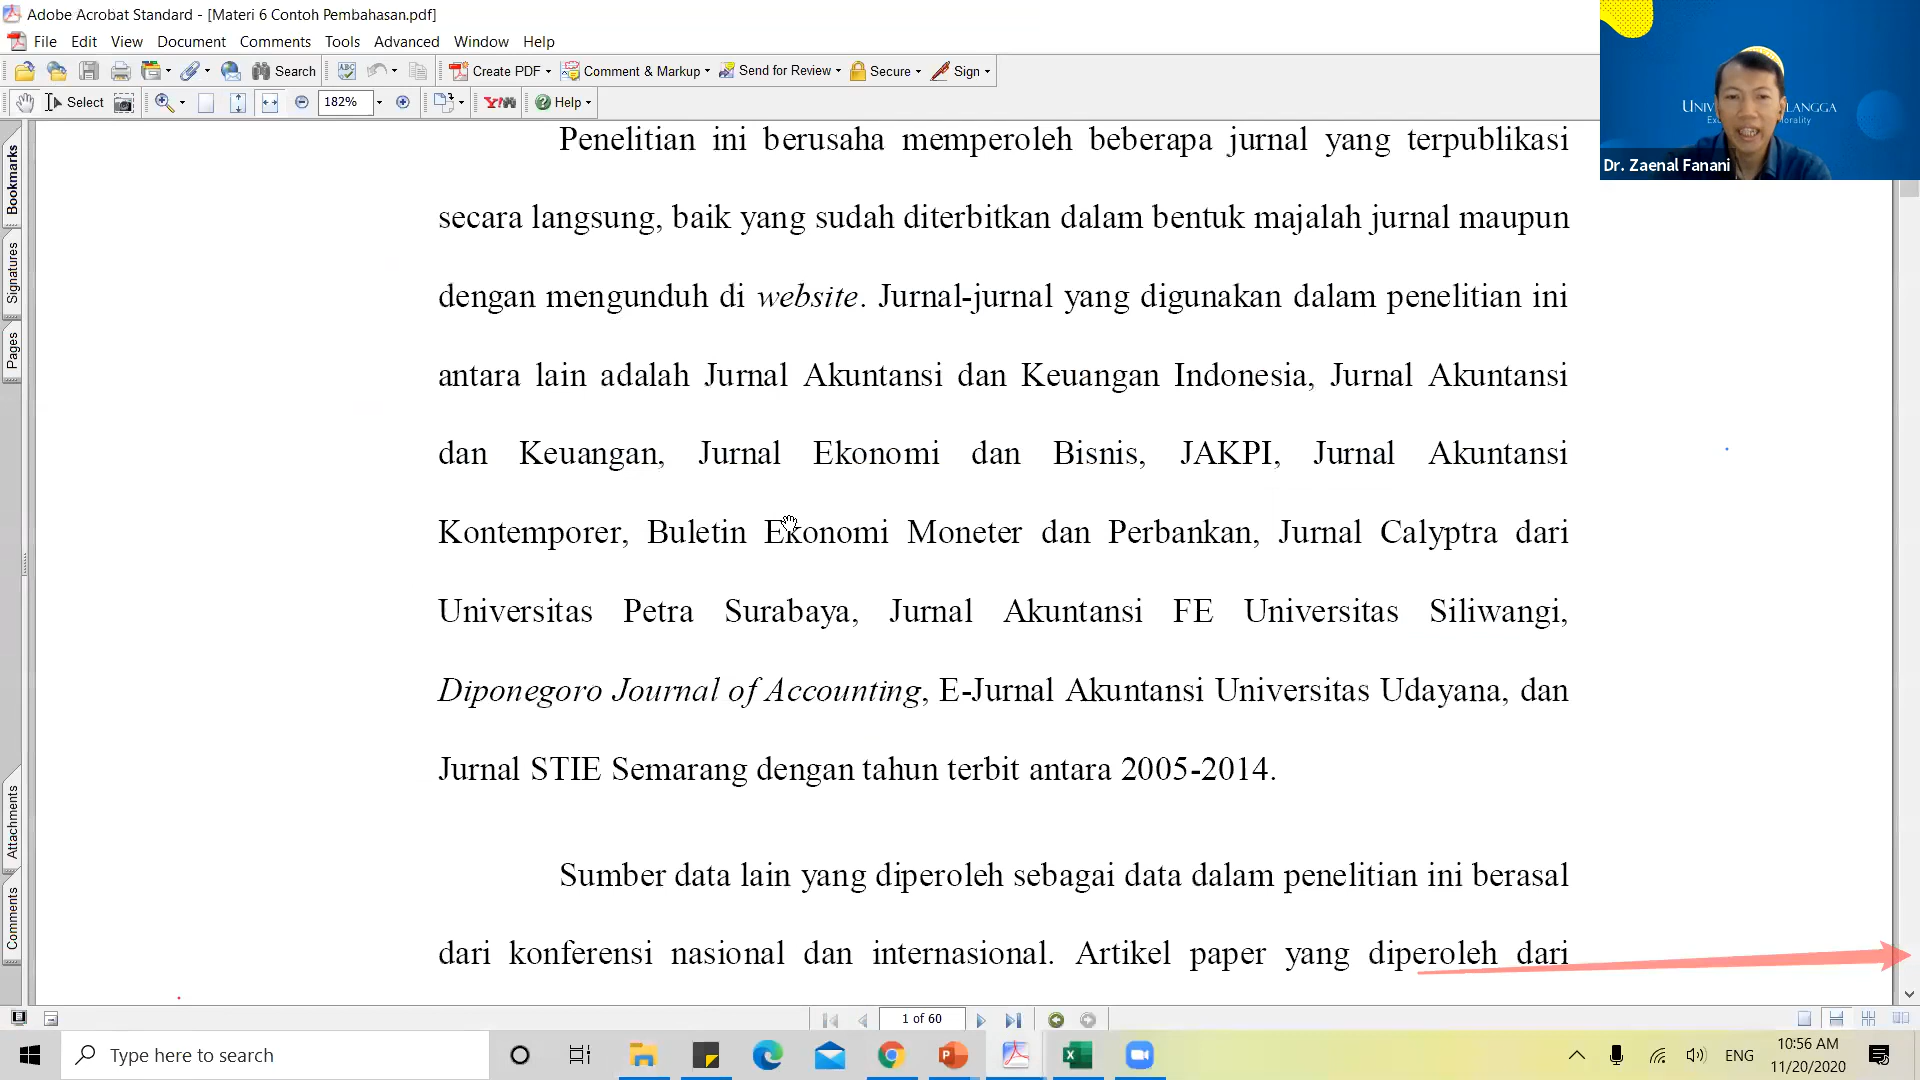 Adobe Acrobat Standard - [Materi 6 Contoh Pembahasan.pdf]
File Edit View Document Comments Tools Advanced Window Help
Search Create PDF Comment & Markup Send for Review Secure Sign
Select 182% Y! Help
Bookmarks
Signatures
Pages
Attachments
Comments
Dr. Zaenal Fanani
Penelitian ini berusaha memperoleh beberapa jurnal yang terpublikasi
secara langsung, baik yang sudah diterbitkan dalam bentuk majalah jurnal maupun
dengan mengunduh di website. Jurnal-jurnal yang digunakan dalam penelitian ini
antara lain adalah Jurnal Akuntansi dan Keuangan Indonesia, Jurnal Akuntansi
dan Keuangan, Jurnal Ekonomi dan Bisnis, JAKPI, Jurnal Akuntansi
Kontemporer, Buletin Ekonomi Moneter dan Perbankan, Jurnal Calyptra dari
Universitas Petra Surabaya, Jurnal Akuntansi FE Universitas Siliwangi,
Diponegoro Journal of Accounting, E-Jurnal Akuntansi Universitas Udayana, dan
Jurnal STIE Semarang dengan tahun terbit antara 2005-2014.
Sumber data lain yang diperoleh sebagai data dalam penelitian ini berasal
dari konferensi nasional dan internasional. Artikel paper yang diperoleh dari
1 of 60
Type here to search
ENG
10:56 AM
11/20/2020